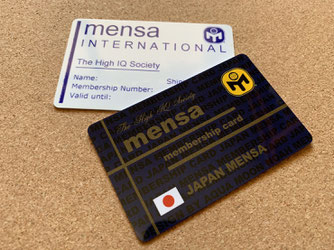 mensa
INTERNATIONAL
The High IQ Society
Name:
Membership Number:
Valid until:
The High IQ Society
mensa
membership card
JAPAN MENSA